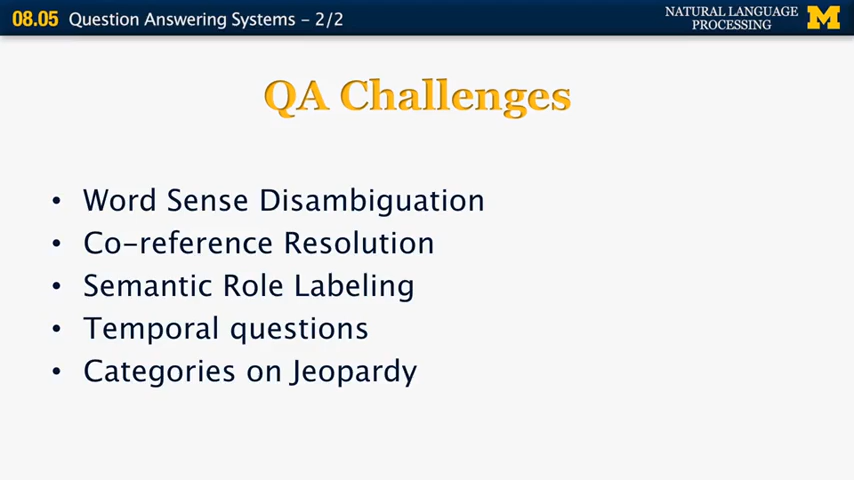 08.05 Question Answering Systems - 2/2
NATURAL LANGUAGE
PROCESSING
M
QA Challenges
• Word Sense Disambiguation
• Co-reference Resolution
• Semantic Role Labeling
• Temporal questions
• Categories on Jeopardy